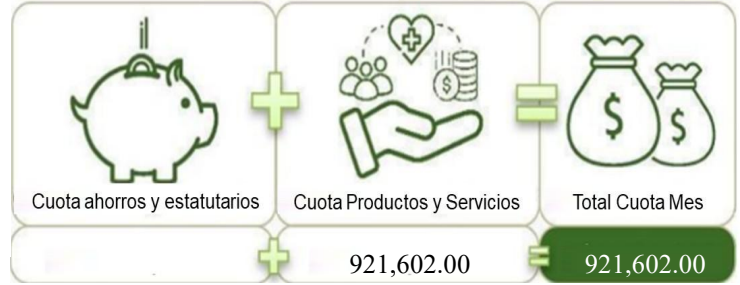 Cuota ahorros y estatutarios
Cuota Productos y Servicios
Total Cuota Mes
921,602.00
921,602.00